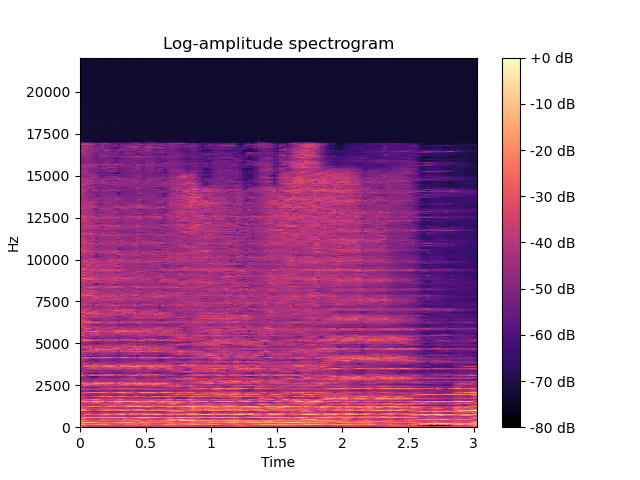 Log-amplitude spectrogram
Hz
20000
17500
15000
12500
10000
7500
5000
2500
0
0
0.5
1
1.5
2
2.5
3
Time
+0 dB
-10 dB
-20 dB
-30 dB
-40 dB
-50 dB
-60 dB
-70 dB
-80 dB